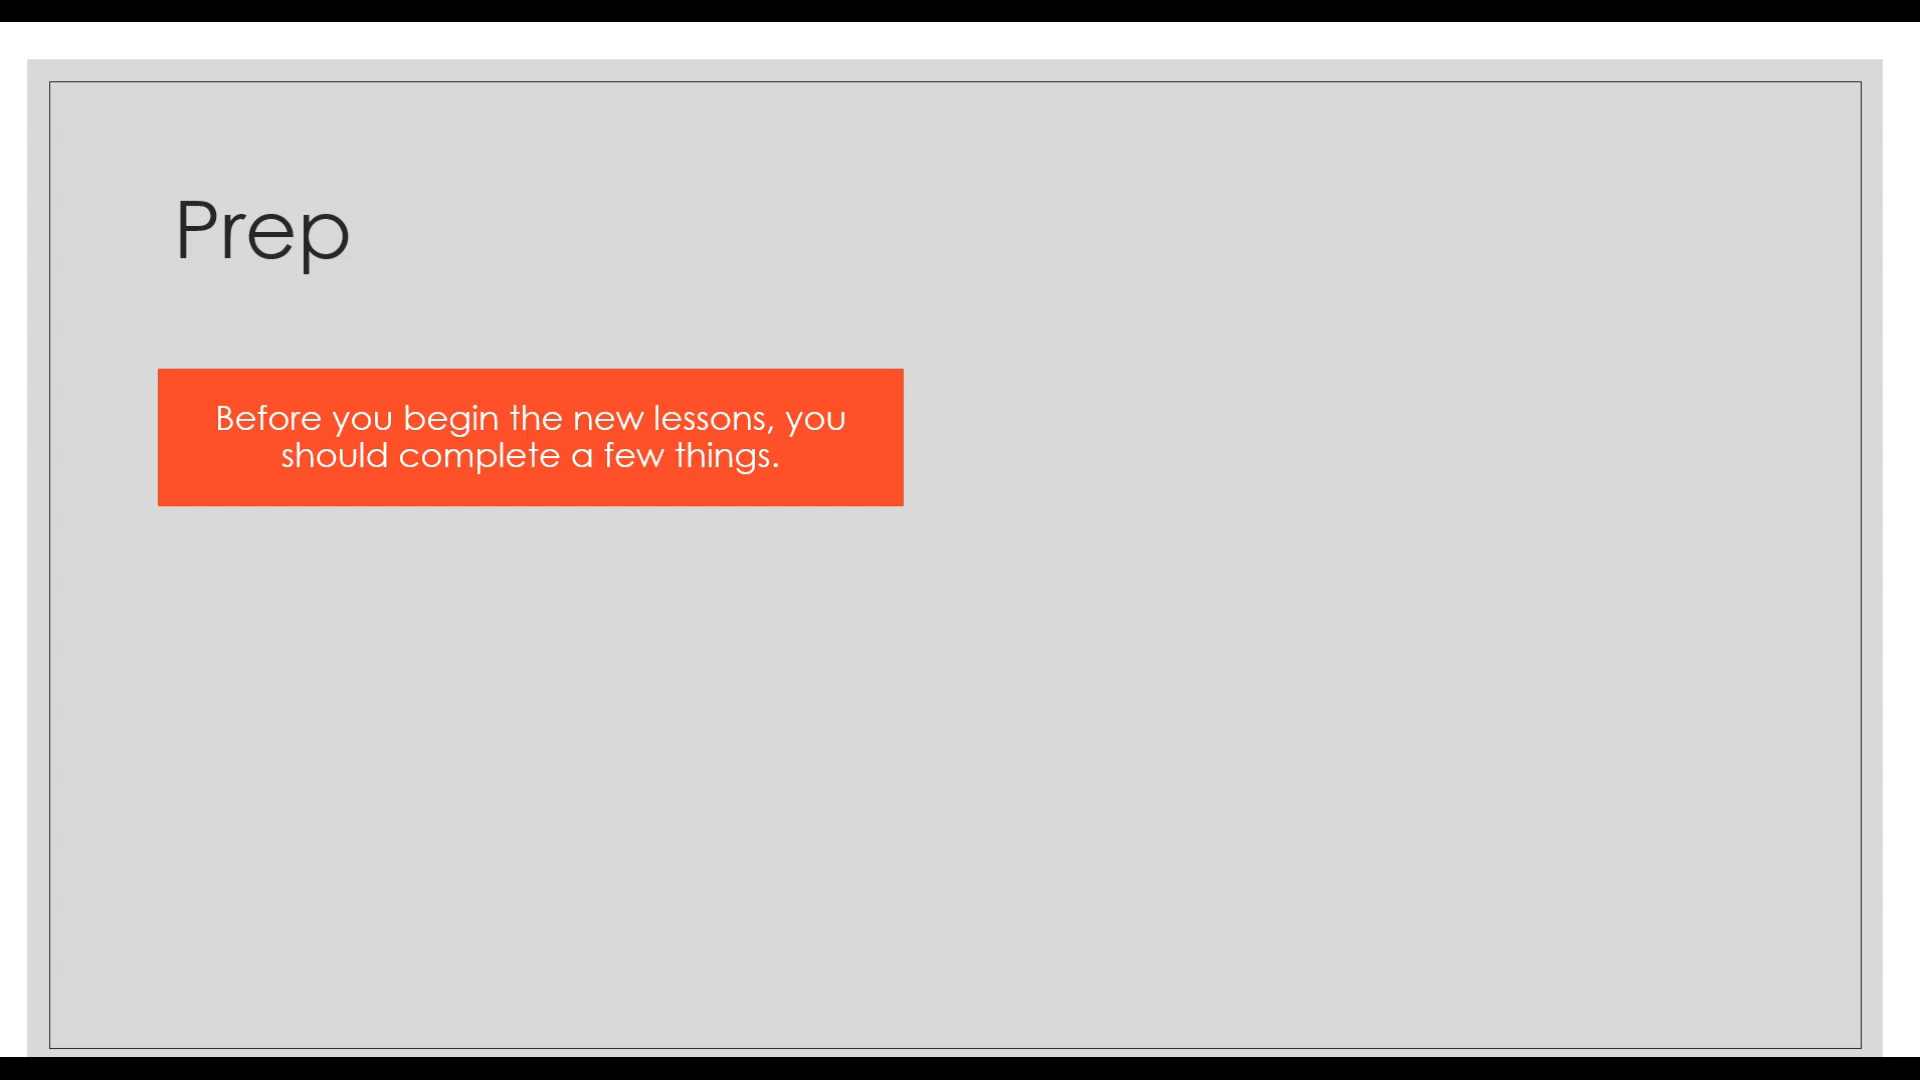 Prep
Before you begin the new lessons, you
should complete a few things.